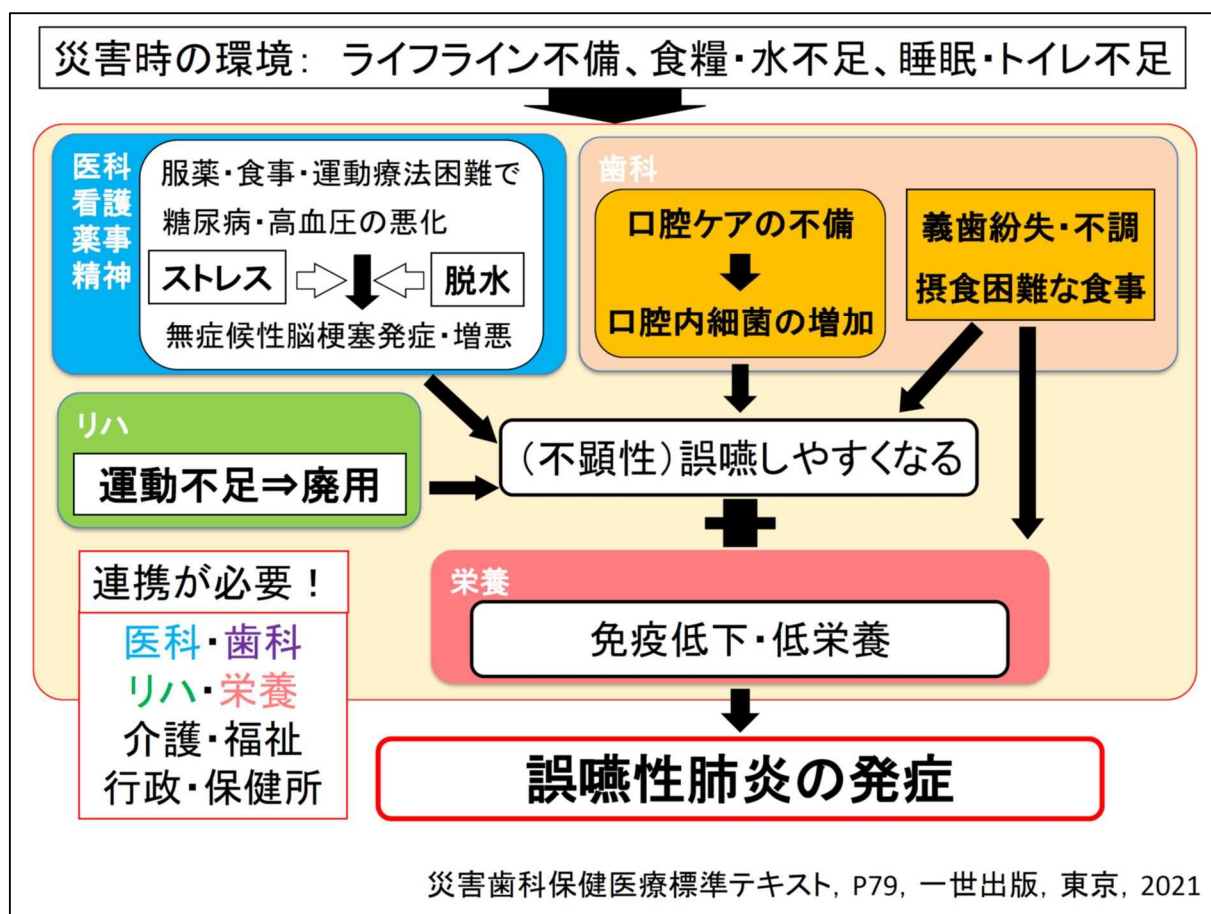 災害時の環境： ライフライン不備、食糧・水不足、睡眠・トイレ不足
医科
看護
薬事
精神
服薬・食事・運動療法困難で
糖尿病・高血圧の悪化
ストレス
脱水
無症候性脳梗塞発症・増悪
歯科
口腔ケアの不備
口腔内細菌の増加
義歯紛失・不調
摂食困難な食事
リハ
運動不足⇒廃用
（不顕性）誤嚥しやすくなる
栄養
免疫低下・低栄養
連携が必要！
医科・歯科
リハ・栄養
介護・福祉
行政・保健所
誤嚥性肺炎の発症
災害歯科保健医療標準テキスト，P79，一世出版，東京，2021